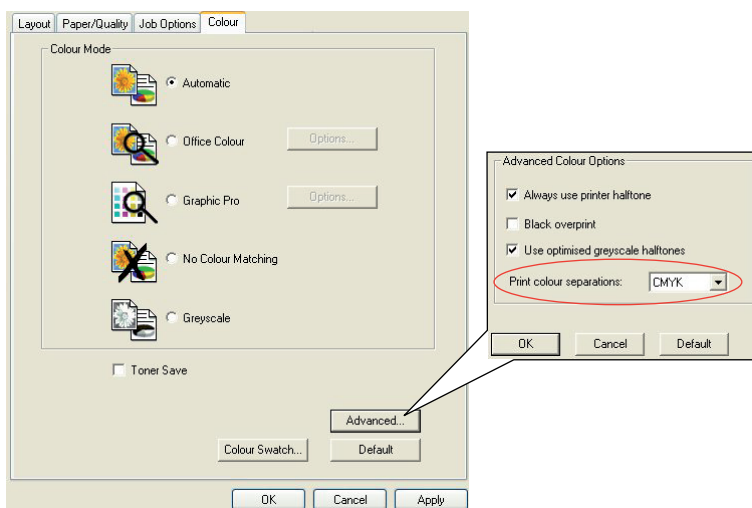 Layout Paper/Quality Job Options Colour
Colour Mode
Automatic
Office Colour Options...
Graphic Pro Options...
No Colour Matching
Greyscale
Toner Save
Advanced...
Colour Swatch... Default
OK Cancel Apply
Advanced Colour Options
Always use printer halftone
Black overprint
Use optimised greyscale halftones
Print colour separations: CMYK
OK Cancel Default